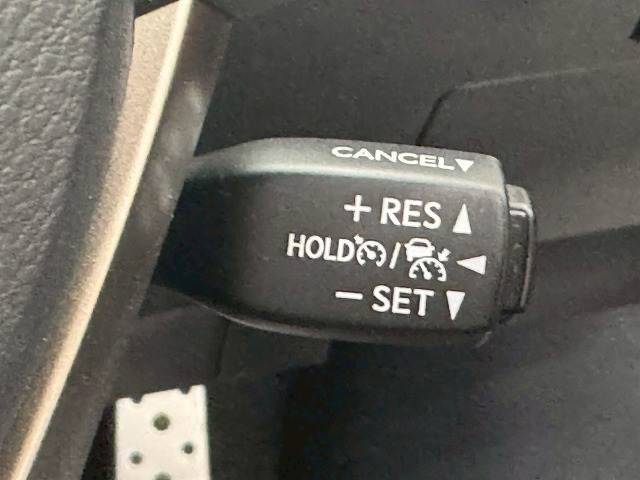 CANCEL▼
+ RES ▲
HOLD / ◀
− SET ▼